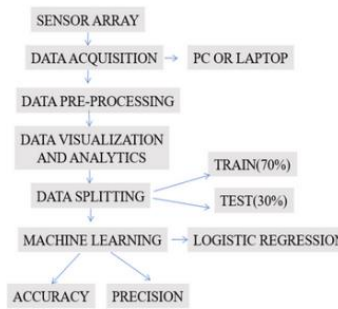 SENSOR ARRAY
DATA ACQUISITION
PC OR LAPTOP
DATA PRE-PROCESSING
DATA VISUALIZATION
AND ANALYTICS
TRAIN(70%)
DATA SPLITTING
TEST(30%)
MACHINE LEARNING
LOGISTIC REGRESSION
ACCURACY
PRECISION